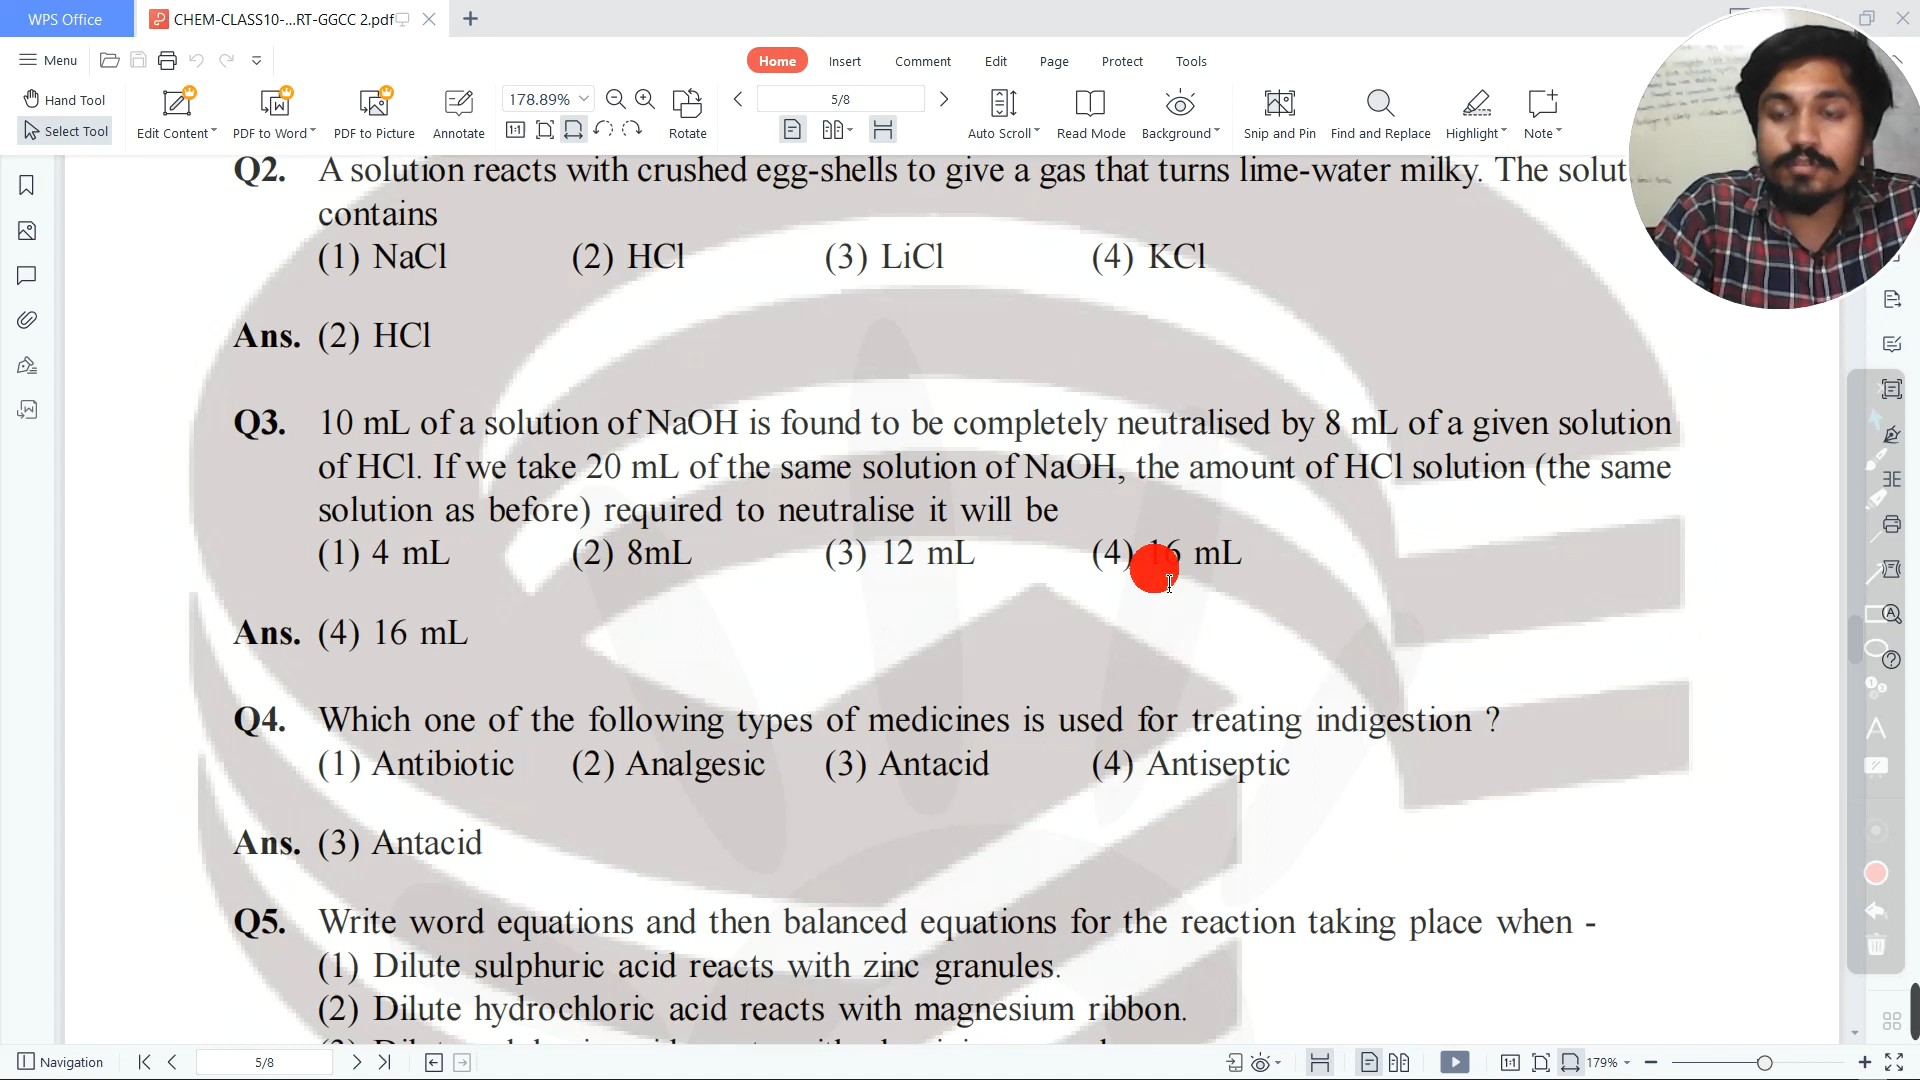 WPS Office
CHEM-CLASS10-...RT-GGCC 2.pdf
Menu
Home Insert Comment Edit Page Protect Tools
Hand Tool
Select Tool
Edit Content
PDF to Word
PDF to Picture
Annotate
178.89%
Rotate
5/8
Auto Scroll
Read Mode
Background
Snip and Pin
Find and Replace
Highlight
Note
Q2. A solution reacts with crushed egg-shells to give a gas that turns lime-water milky. The solut
contains
(1) NaCl (2) HCl (3) LiCl (4) KCl
Ans. (2) HCl
Q3. 10 mL of a solution of NaOH is found to be completely neutralised by 8 mL of a given solution
of HCl. If we take 20 mL of the same solution of NaOH, the amount of HCl solution (the same
solution as before) required to neutralise it will be
(1) 4 mL (2) 8mL (3) 12 mL (4) 16 mL
Ans. (4) 16 mL
Q4. Which one of the following types of medicines is used for treating indigestion ?
(1) Antibiotic (2) Analgesic (3) Antacid (4) Antiseptic
Ans. (3) Antacid
Q5. Write word equations and then balanced equations for the reaction taking place when -
(1) Dilute sulphuric acid reacts with zinc granules.
(2) Dilute hydrochloric acid reacts with magnesium ribbon.
Navigation
5/8
179%